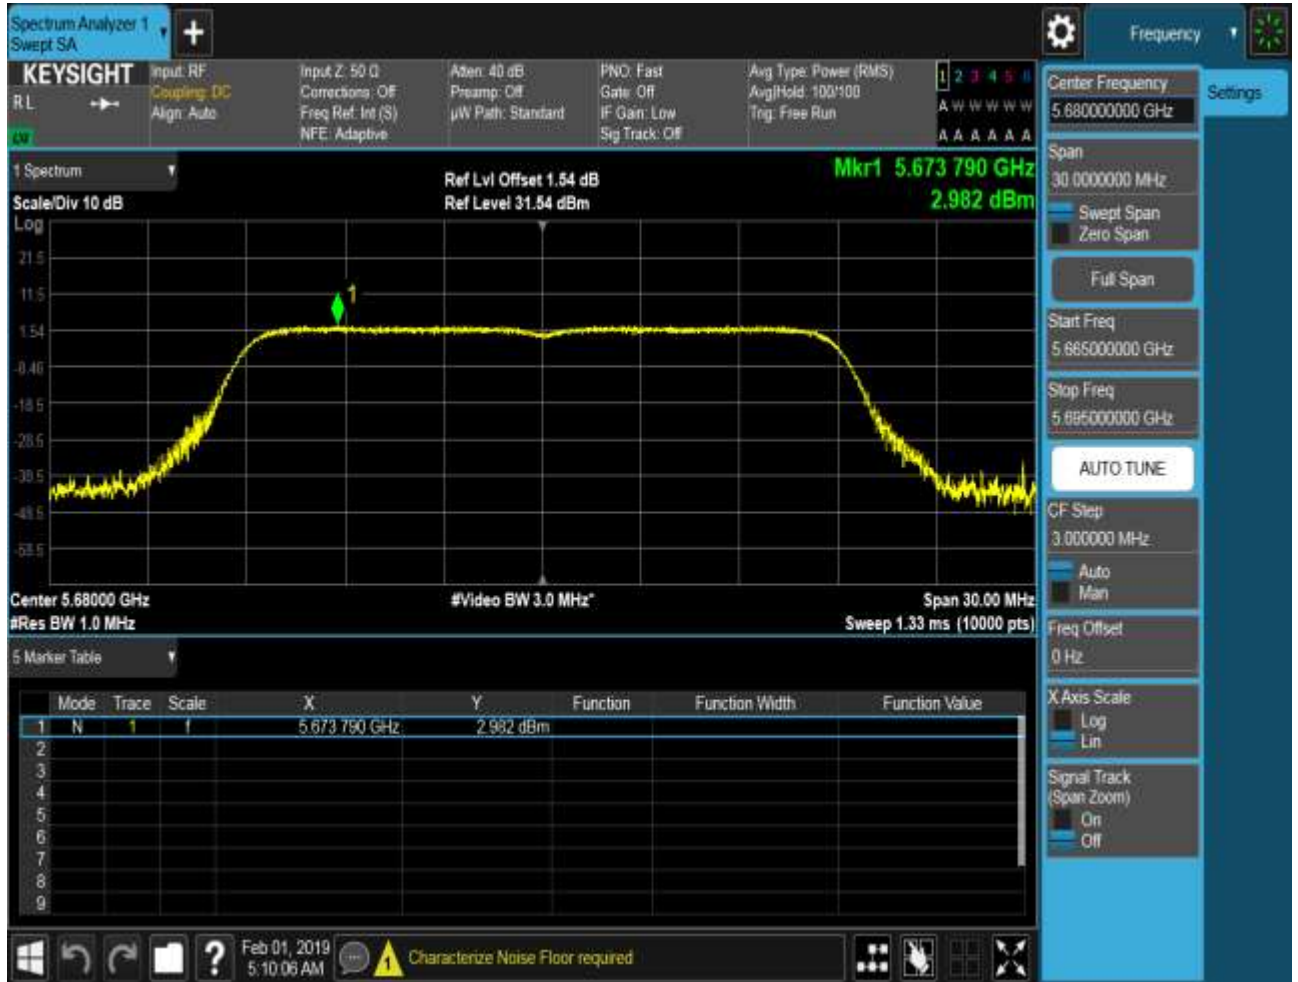 Spectrum Analyzer 1
Swept SA
Frequency
KEYSIGHT
R L
Input: RF
Coupling: DC
Align: Auto
Input Z: 50 Ω
Corrections: Off
Freq Ref: Int (S)
NFE: Adaptive
Atten: 40 dB
Preamp: Off
µW Path: Standard
PNO: Fast
Gate: Off
IF Gain: Low
Sig Track: Off
Avg Type: Power (RMS)
Avg|Hold: 100/100
Trig: Free Run
1 2 3 4 5 6
A W W W W W
A A A A A A
1 Spectrum
Scale/Div 10 dB
Log
Ref Lvl Offset 1.54 dB
Ref Level 31.54 dBm
Mkr1 5.673 790 GHz
2.982 dBm
21.5
11.5
1.54
-8.46
-18.5
-28.5
-38.5
-48.5
-58.5
1
Center 5.68000 GHz
#Res BW 1.0 MHz
#Video BW 3.0 MHz*
Span 30.00 MHz
Sweep 1.33 ms (10000 pts)
5 Marker Table
Mode Trace Scale X Y Function Function Width Function Value
1 N 1 f 5.673 790 GHz 2.982 dBm
2
3
4
5
6
7
8
9
Center Frequency
5.680000000 GHz
Settings
Span
30.0000000 MHz
Swept Span
Zero Span
Full Span
Start Freq
5.665000000 GHz
Stop Freq
5.695000000 GHz
AUTO TUNE
CF Step
3.000000 MHz
Auto
Man
Freq Offset
0 Hz
X Axis Scale
Log
Lin
Signal Track
(Span Zoom)
On
Off
?
Feb 01, 2019
5:10:06 AM
1
Characterize Noise Floor required